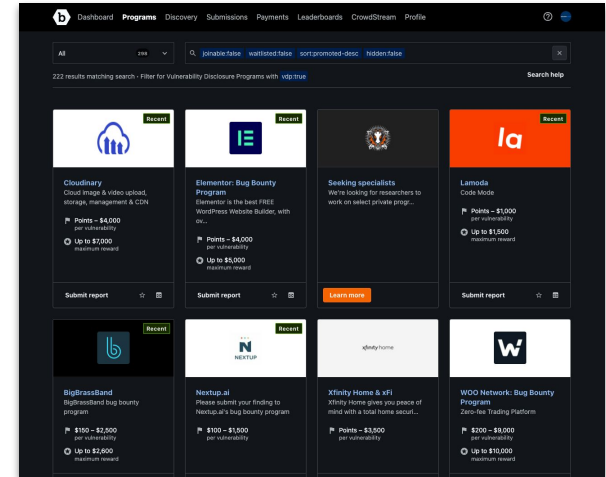 b Dashboard Programs Discovery Submissions Payments Leaderboards CrowdStream Profile
All 298 joinable:false waitlisted:false sort:promoted-desc hidden:false
222 results matching search • Filter for Vulnerability Disclosure Programs with vdp:true Search help
Recent
Cloudinary
Cloud image & video upload,
storage, management & CDN
Points – $4,000
per vulnerability
Up to $7,000
maximum reward
Submit report
Recent
Elementor: Bug Bounty
Program
Elementor is the best FREE
WordPress Website Builder, with
ov...
Points – $4,000
per vulnerability
Up to $5,000
maximum reward
Submit report
Seeking specialists
We're looking for researchers to
work on select private progr...
Learn more
Recent
la
Lamoda
Code Mode
Points – $1,000
per vulnerability
Up to $1,500
maximum reward
Submit report
Recent
b
BigBrassBand
BigBrassBand bug bounty
program
$150 – $2,500
per vulnerability
Up to $2,600
maximum reward
Recent
N
NEXTUP
Nextup.ai
Please submit your finding to
Nextup.ai's bug bounty program
$100 – $1,500
per vulnerability
xfinity home
Xfinity Home & xFi
Xfinity Home gives you peace of
mind with a total home securi...
Points – $3,500
per vulnerability
W
WOO Network: Bug Bounty
Program
Zero-fee Trading Platform
$200 – $9,000
per vulnerability
Up to $10,000
maximum reward